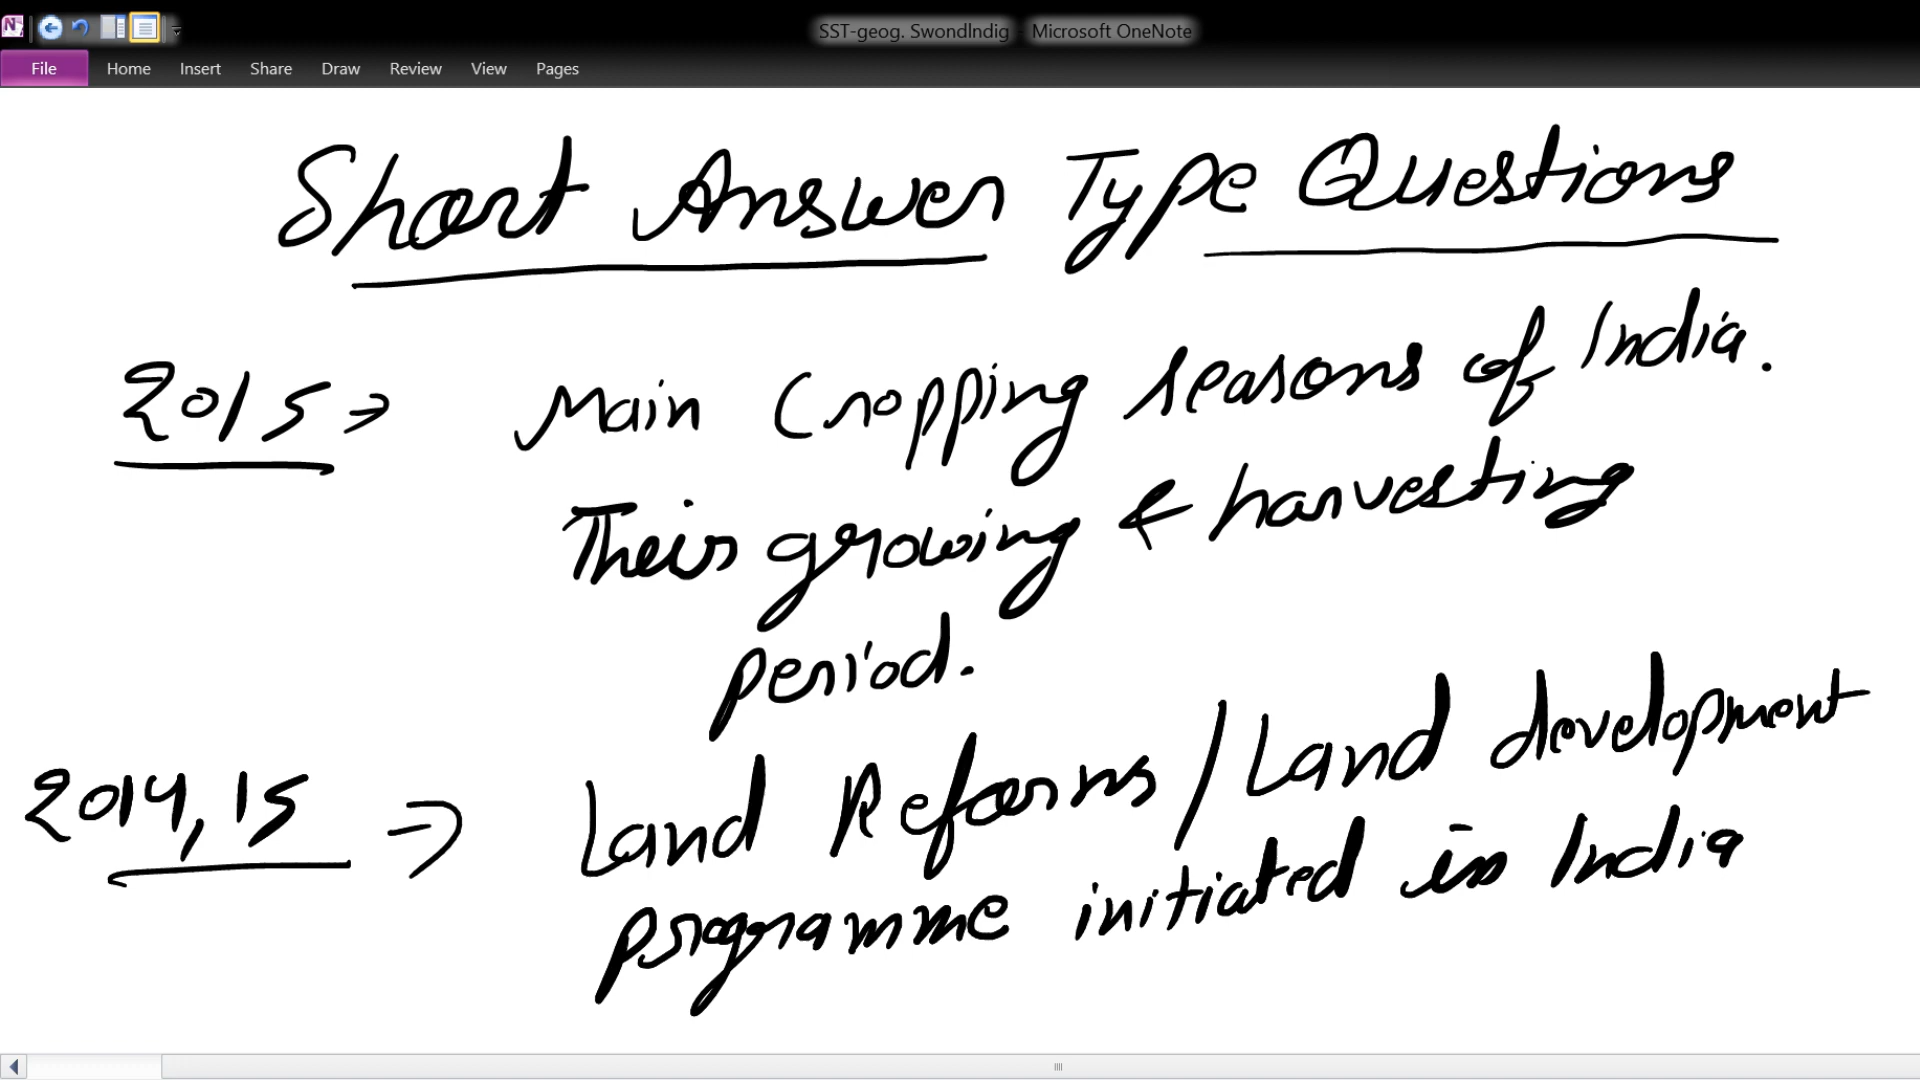 SST-geog. SwondIndig - Microsoft OneNote
File Home Insert Share Draw Review View Pages
Short Answer Type Questions
2015 → Main Cropping seasons of India.
Their growing & harvesting
period.
2014, 15 → Land Reforms / Land development
programme initiated in India